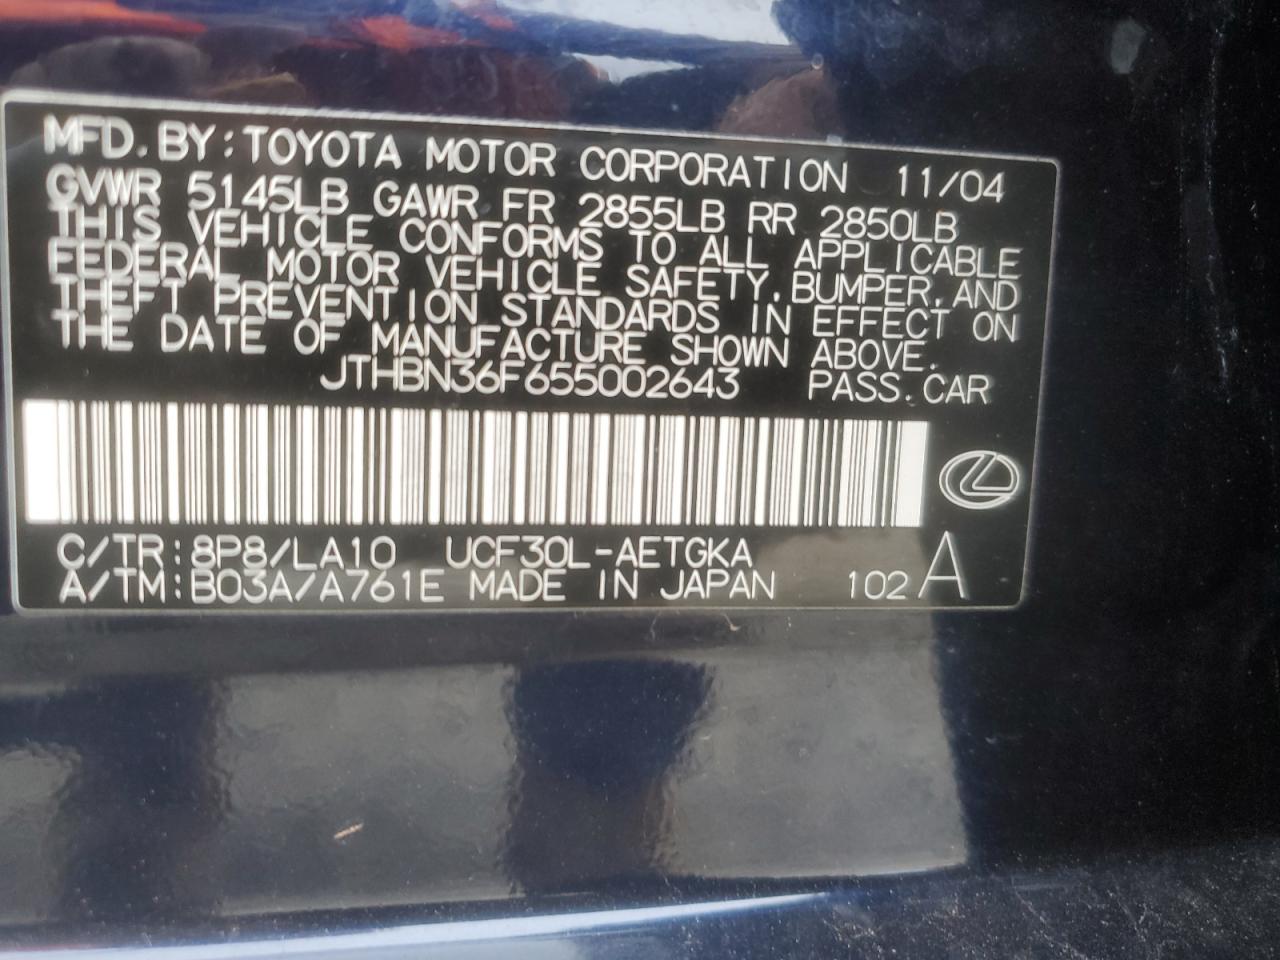 MFD. BY: TOYOTA MOTOR CORPORATION 11/04
GVWR 5145LB GAWR FR 2855LB RR 2850LB
THIS VEHICLE CONFORMS TO ALL APPLICABLE
FEDERAL MOTOR VEHICLE SAFETY, BUMPER, AND
THEFT PREVENTION STANDARDS IN EFFECT ON
THE DATE OF MANUFACTURE SHOWN ABOVE.
JTHBN36F655002643 PASS. CAR
C/TR: 8P8/LA10 UCF30L-AETGKA
A/TM: B03A/A761E MADE IN JAPAN 102 A